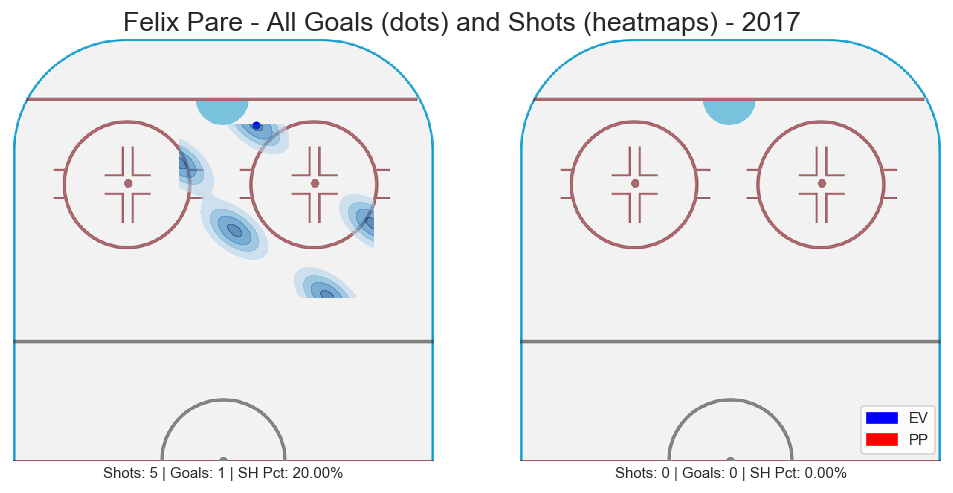 Felix Pare - All Goals (dots) and Shots (heatmaps) - 2017
EV
PP
Shots: 5 | Goals: 1 | SH Pct: 20.00%
Shots: 0 | Goals: 0 | SH Pct: 0.00%